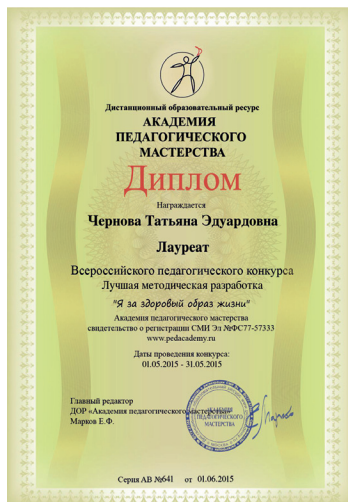 Дистанционный образовательный ресурс
АКАДЕМИЯ
ПЕДАГОГИЧЕСКОГО
МАСТЕРСТВА
Диплом
Награждается
Чернова Татьяна Эдуардовна
Лауреат
Всероссийского педагогического конкурса
Лучшая методическая разработка
"Я за здоровый образ жизни"
Академия педагогического мастерства
свидетельство о регистрации СМИ Эл №ФС77-57333
www.pedacademy.ru
Даты проведения конкурса:
01.05.2015 - 31.05.2015
Главный редактор
ДОР «Академия педагогического мастерства»
Марков Е.Ф.
АКАДЕМИЯ
ПЕДАГОГИЧЕСКОГО
МАСТЕРСТВА
Серия АВ №641 от 01.06.2015